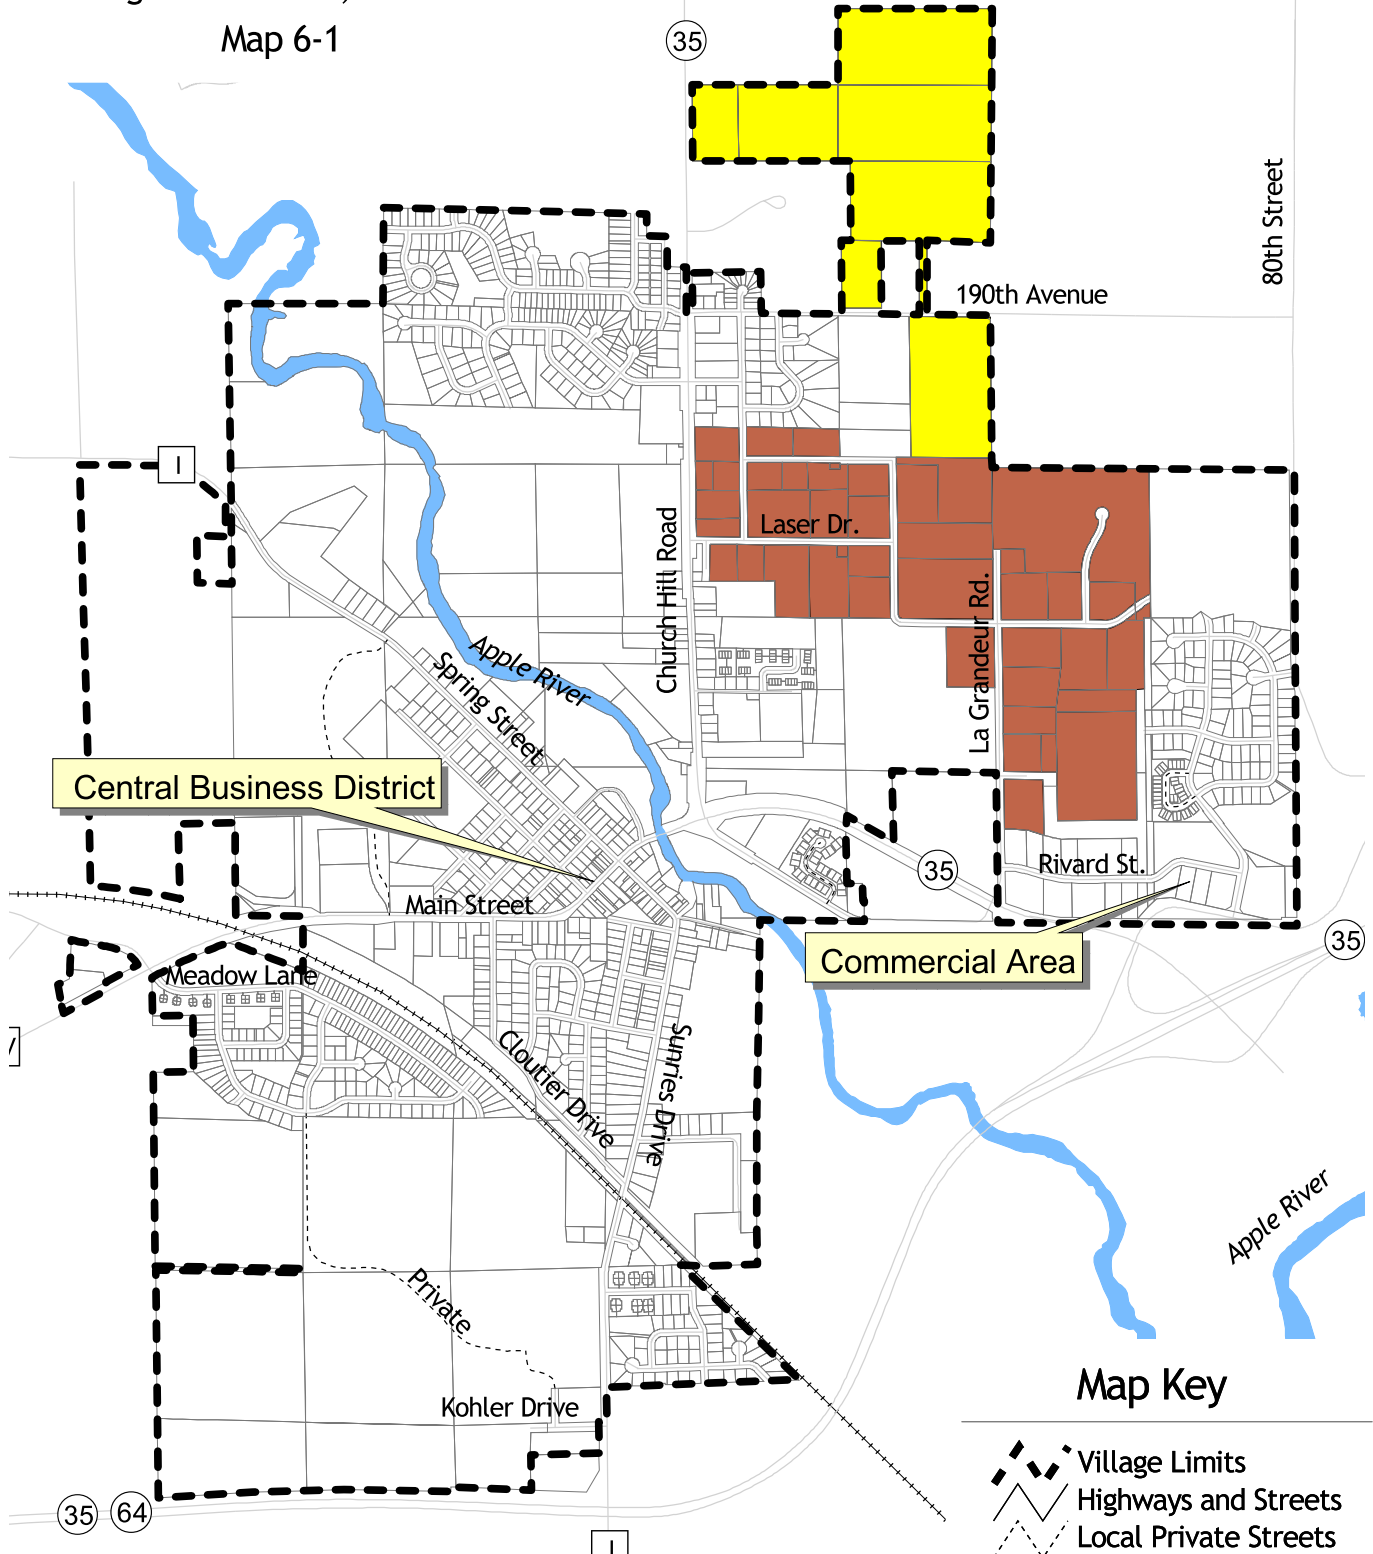 Map 6-1
35
80th Street
190th Avenue
I
Laser Dr.
Church Hill Road
La Grandeur Rd.
Apple River
Spring Street
Central Business District
35
Rivard St.
Main Street
35
Commercial Area
Meadow Lane
Cloutier Drive
Sunries Drive
Apple River
Private
Kohler Drive
Map Key
Village Limits
Highways and Streets
Local Private Streets
35
64